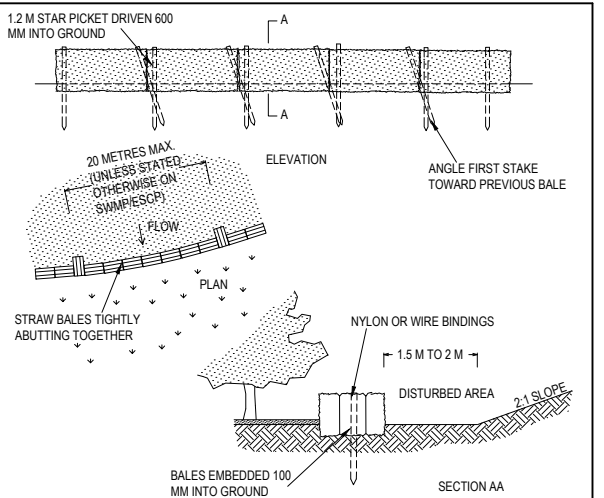 1.2 M STAR PICKET DRIVEN 600
MM INTO GROUND
A
A
ELEVATION
ANGLE FIRST STAKE
TOWARD PREVIOUS BALE
20 METRES MAX.
(UNLESS STATED
OTHERWISE ON
SWMP/ESCP)
FLOW
PLAN
STRAW BALES TIGHTLY
ABUTTING TOGETHER
NYLON OR WIRE BINDINGS
1.5 M TO 2 M
DISTURBED AREA
2:1 SLOPE
BALES EMBEDDED 100
MM INTO GROUND
SECTION AA